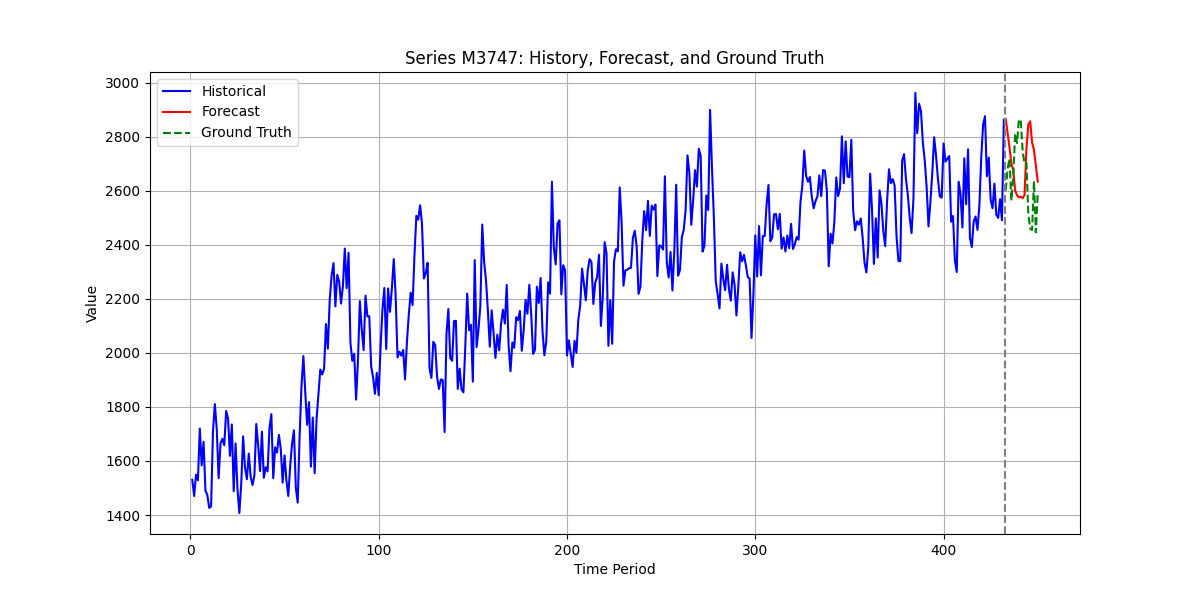 Series M3747: History, Forecast, and Ground Truth
Historical
Forecast
Ground Truth
Value
3000
2800
2600
2400
2200
2000
1800
1600
1400
0
100
200
300
400
Time Period